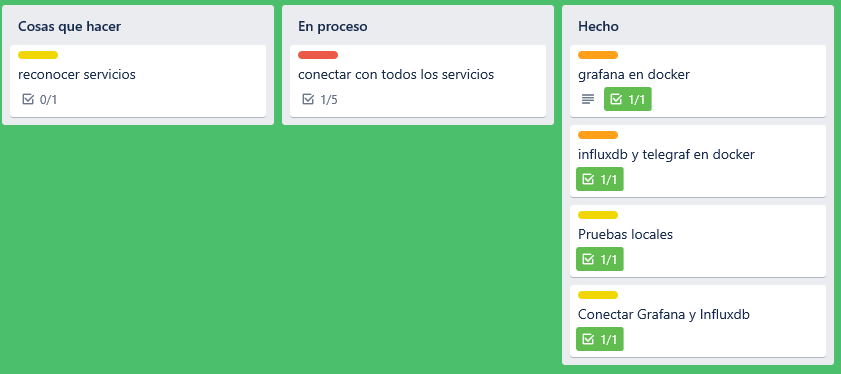 Cosas que hacer
reconocer servicios
0/1
En proceso
conectar con todos los servicios
1/5
Hecho
grafana en docker
1/1
influxdb y telegraf en docker
1/1
Pruebas locales
1/1
Conectar Grafana y Influxdb
1/1